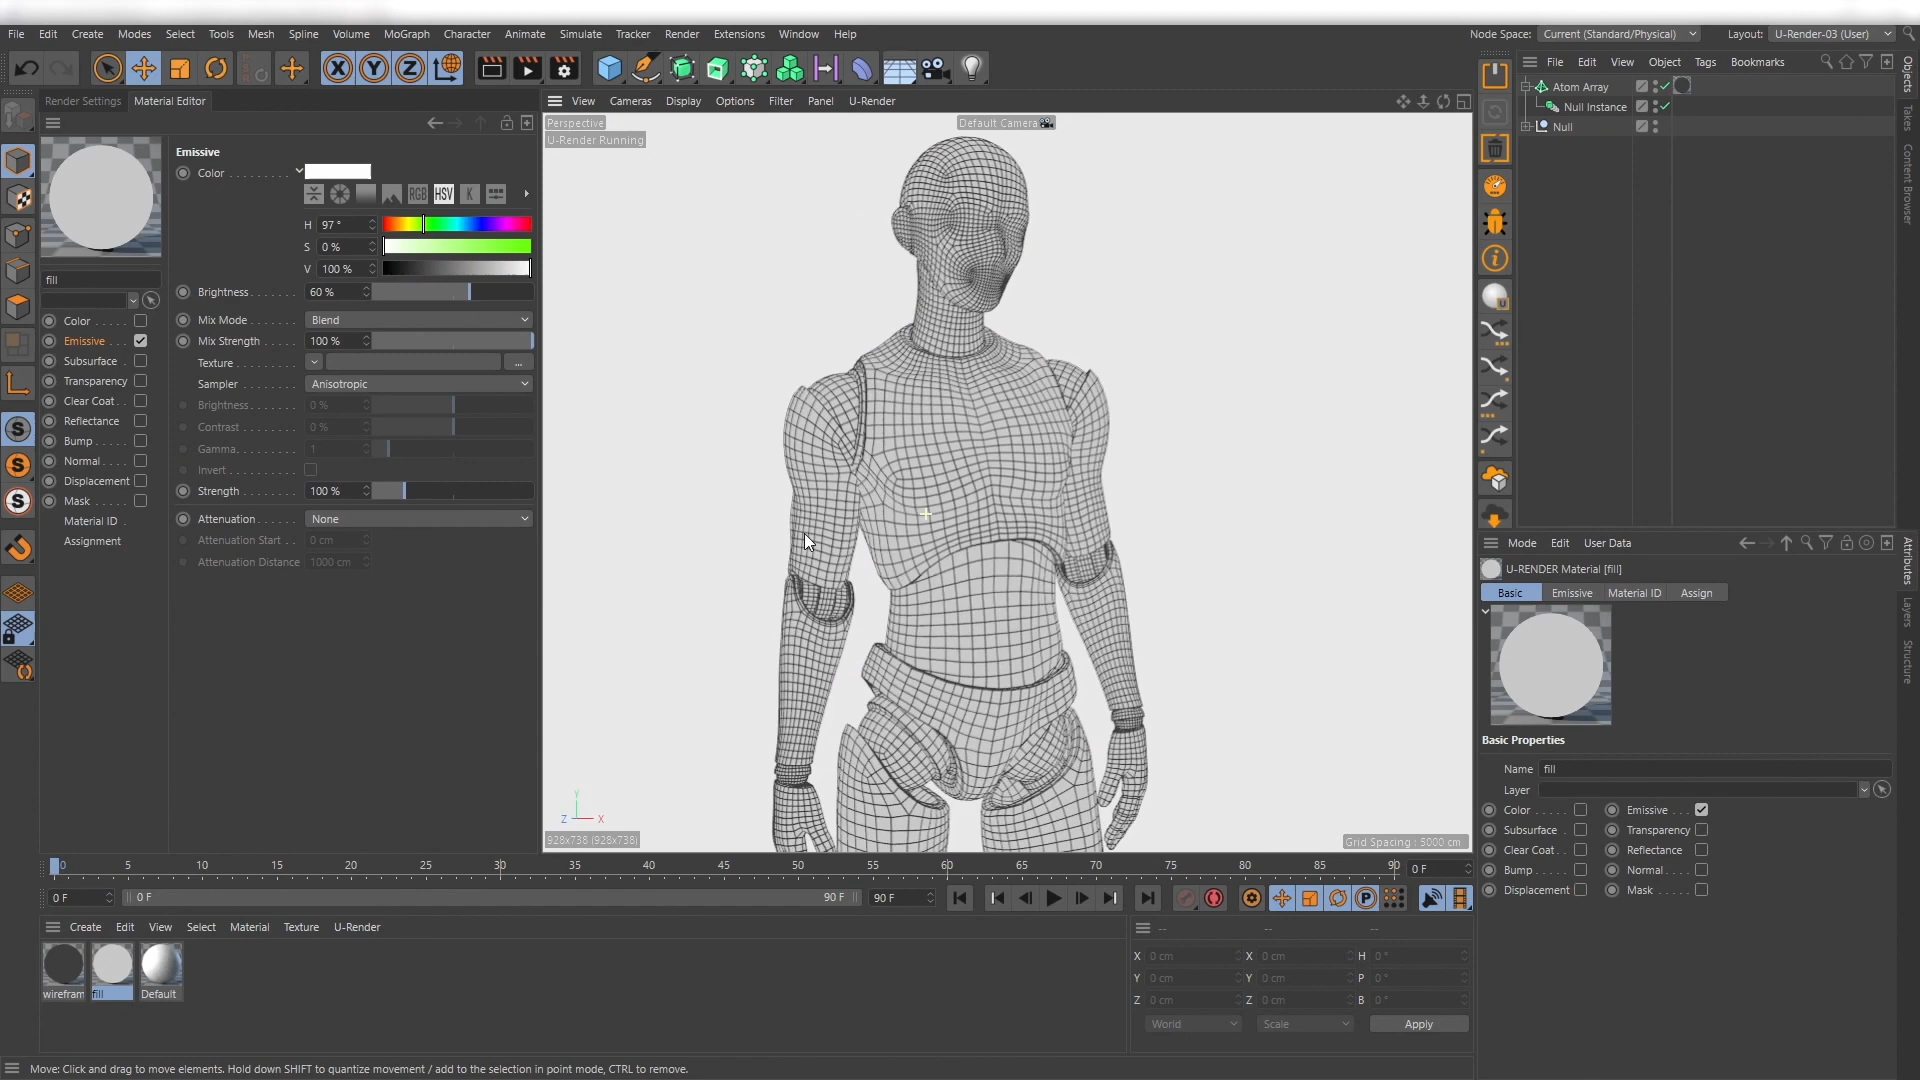 File Edit Create Modes Select Tools Mesh Spline Volume MoGraph Character Animate Simulate Tracker Render Extensions Window Help
Node Space: Current (Standard/Physical) Layout: U-Render-03 (User)
X Y Z
Render Settings Material Editor
View Cameras Display Options Filter Panel U-Render
File Edit View Object Tags Bookmarks
Perspective
Default Camera
U-Render Running
Atom Array
Null Instance
Null
Objects
Takes
Content Browser
Emissive
Color
RGB HSV K
H 97 °
S 0 %
V 100 %
Brightness 60 %
Mix Mode Blend
Mix Strength 100 %
Texture ...
Sampler Anisotropic
Brightness 0 %
Contrast 0 %
Gamma 1
Invert
Strength 100 %
Attenuation None
Attenuation Start 0 cm
Attenuation Distance 1000 cm
fill
Color
Emissive
Subsurface
Transparency
Clear Coat
Reflectance
Bump
Normal
Displacement
Mask
Material ID
Assignment
S
S
S
Y
Z X
928x738 (928x738)
Grid Spacing : 5000 cm
Mode Edit User Data
U-RENDER Material [fill]
Basic Emissive Material ID Assign
Basic Properties
Name fill
Layer
Color Emissive
Subsurface Transparency
Clear Coat Reflectance
Bump Normal
Displacement Mask
Attributes
Layers
Structure
0 5 10 15 20 25 30 35 40 45 50 55 60 65 70 75 80 85 90 0 F
0 F 0 F 90 F 90 F
P
Create Edit View Select Material Texture U-Render
wirefram fill Default
-- -- --
X 0 cm X 0 cm H 0 °
Y 0 cm Y 0 cm P 0 °
Z 0 cm Z 0 cm B 0 °
World Scale Apply
Move: Click and drag to move elements. Hold down SHIFT to quantize movement / add to the selection in point mode, CTRL to remove.